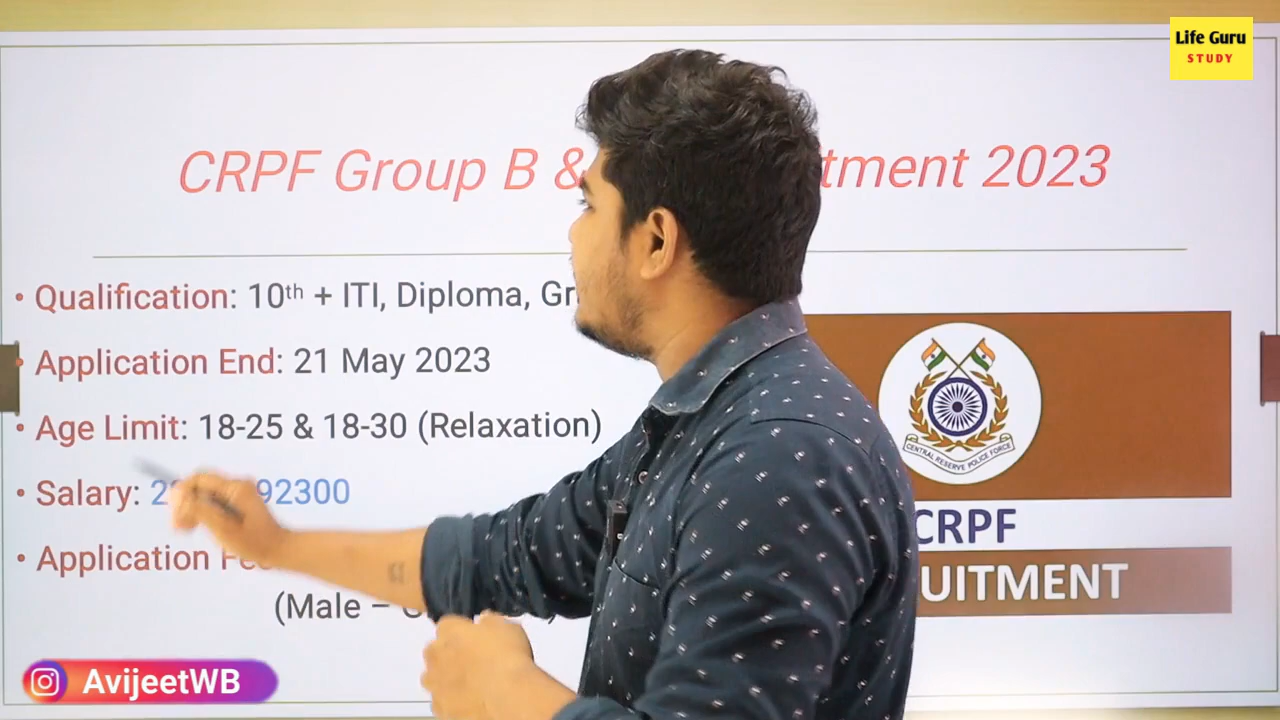 Life Guru
STUDY
CRPF Group B & tment 2023
• Qualification: 10th + ITI, Diploma,
• Application End: 21 May 2023
• Age Limit: 18-25 & 18-30 (Relaxation)
• Salary: 92300
• Application
(Male –
CENTRAL RESERVE POLICE FORCE
CRPF
UITMENT
AvijeetWB